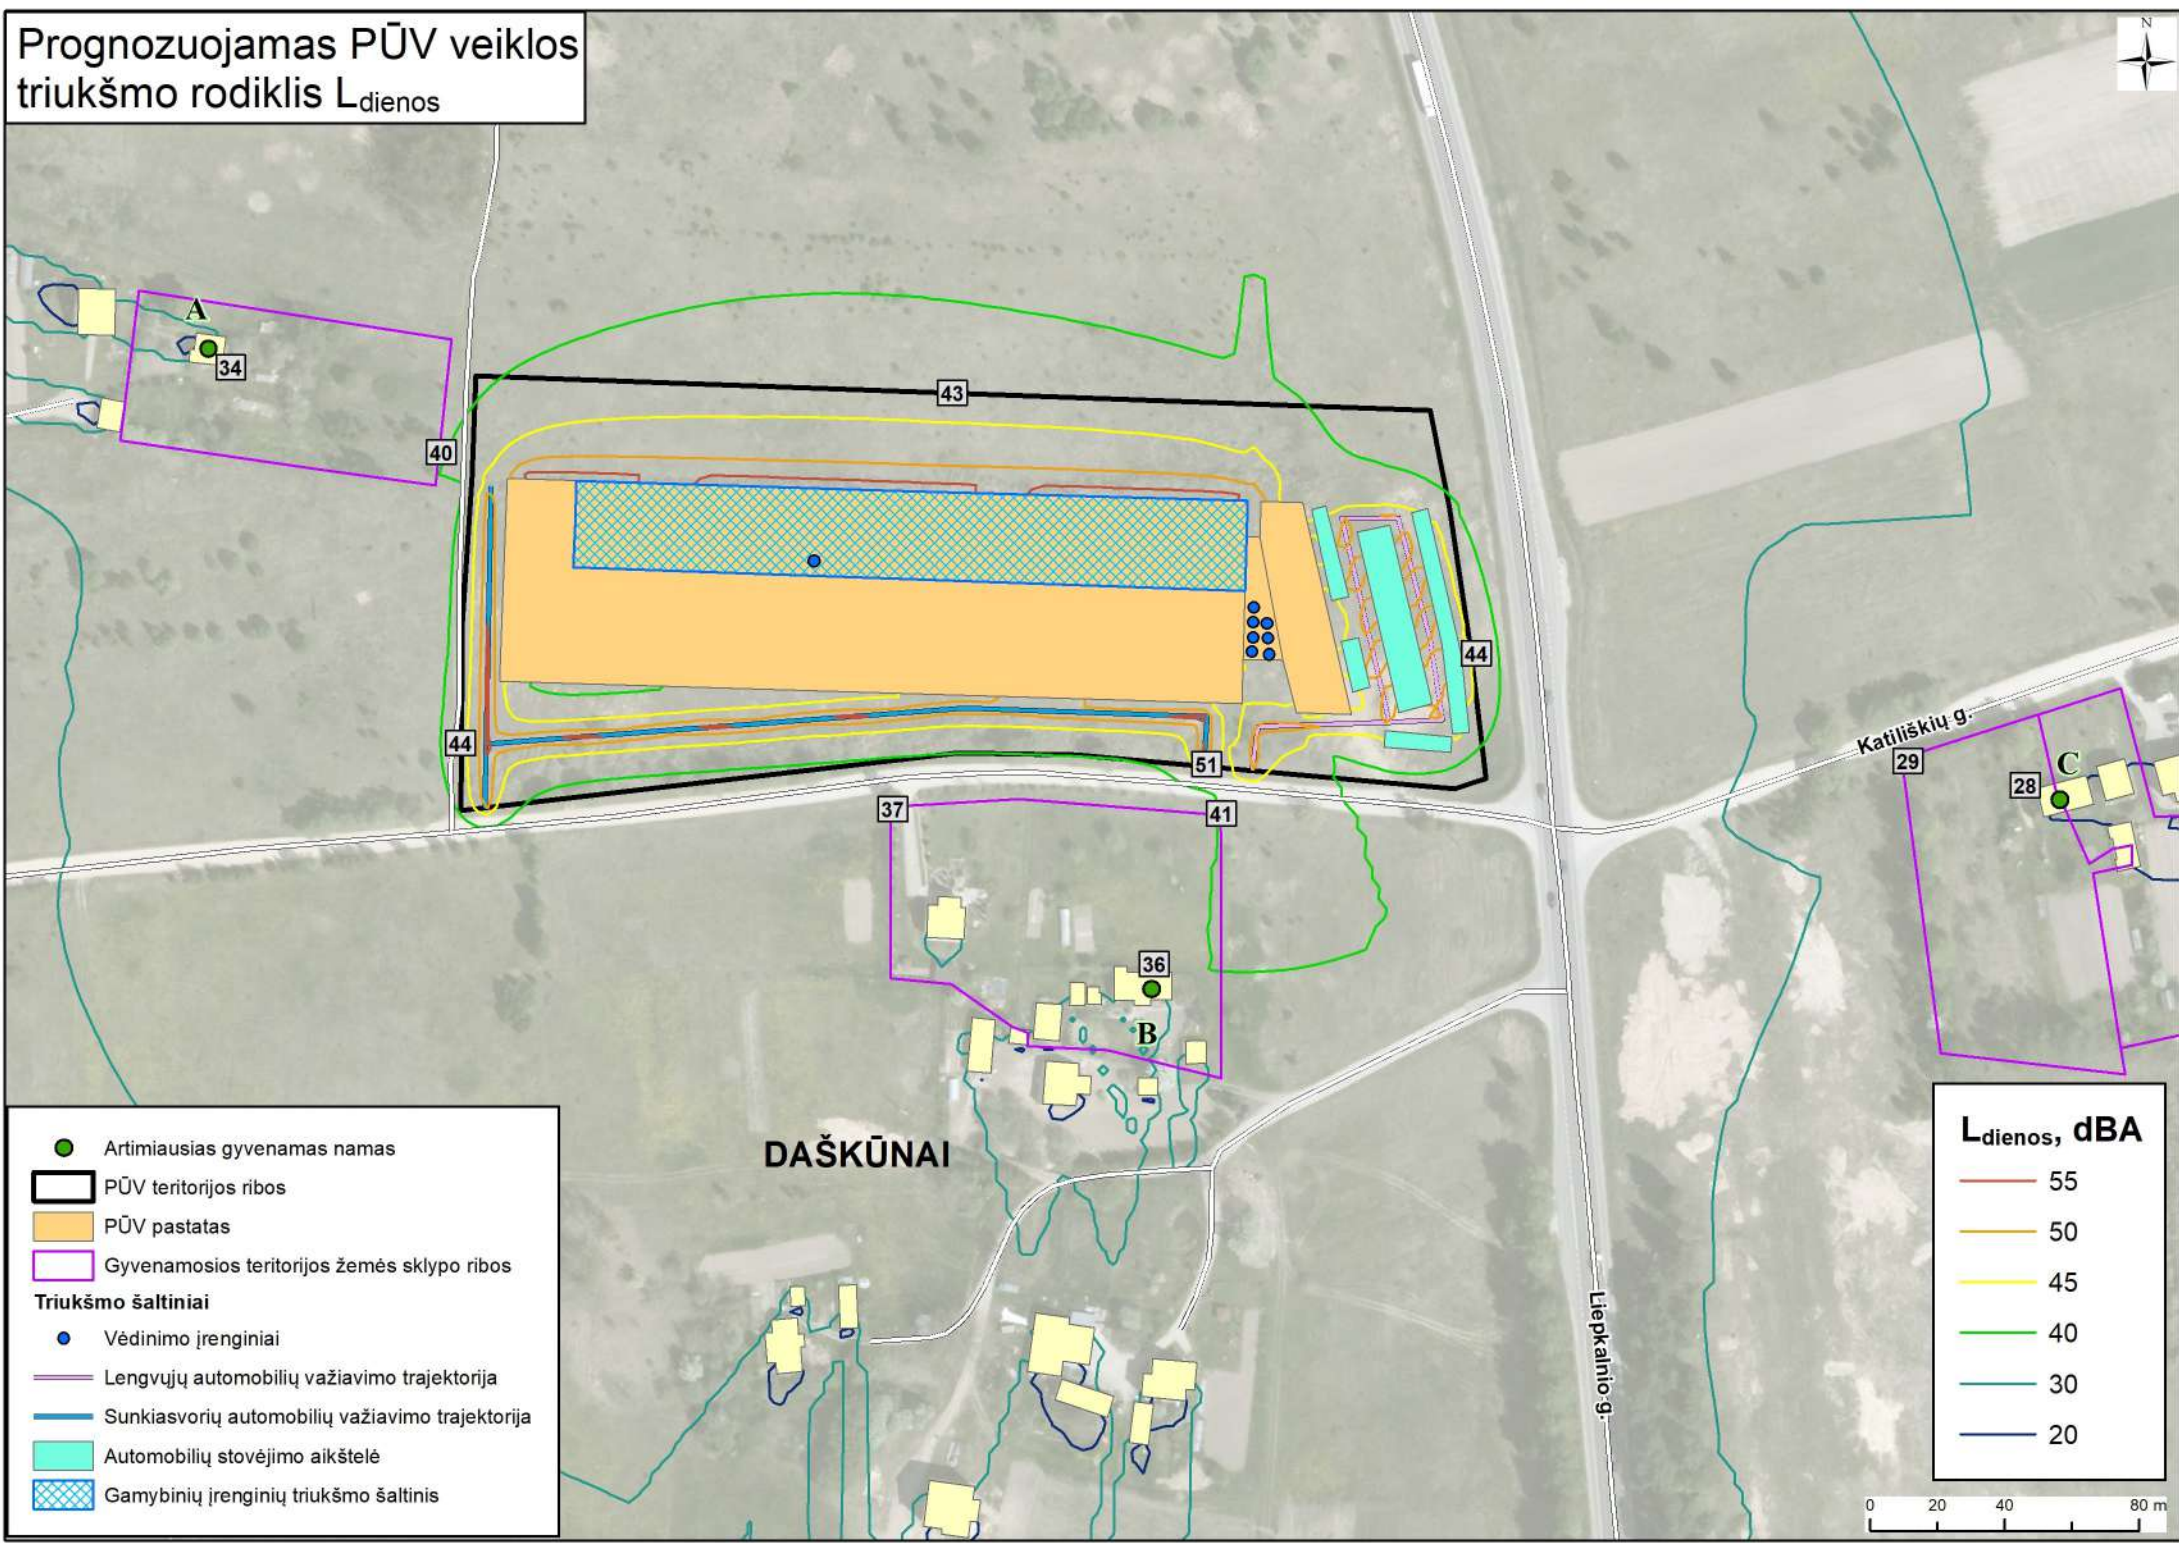 Prognozuojamas PŪV veiklos
triukšmo rodiklis Ldienos
N
A
34
40
43
44
44
51
37
41
36
B
Katiliškių g.
29
28
C
DAŠKŪNAI
Liepkalnio g.
Artimiausias gyvenamas namas
PŪV teritorijos ribos
PŪV pastatas
Gyvenamosios teritorijos žemės sklypo ribos
Triukšmo šaltiniai
Vėdinimo įrenginiai
Lengvųjų automobilių važiavimo trajektorija
Sunkiasvorių automobilių važiavimo trajektorija
Automobilių stovėjimo aikštelė
Gamybinių įrenginių triukšmo šaltinis
Ldienos, dBA
55
50
45
40
30
20
0 20 40 80 m